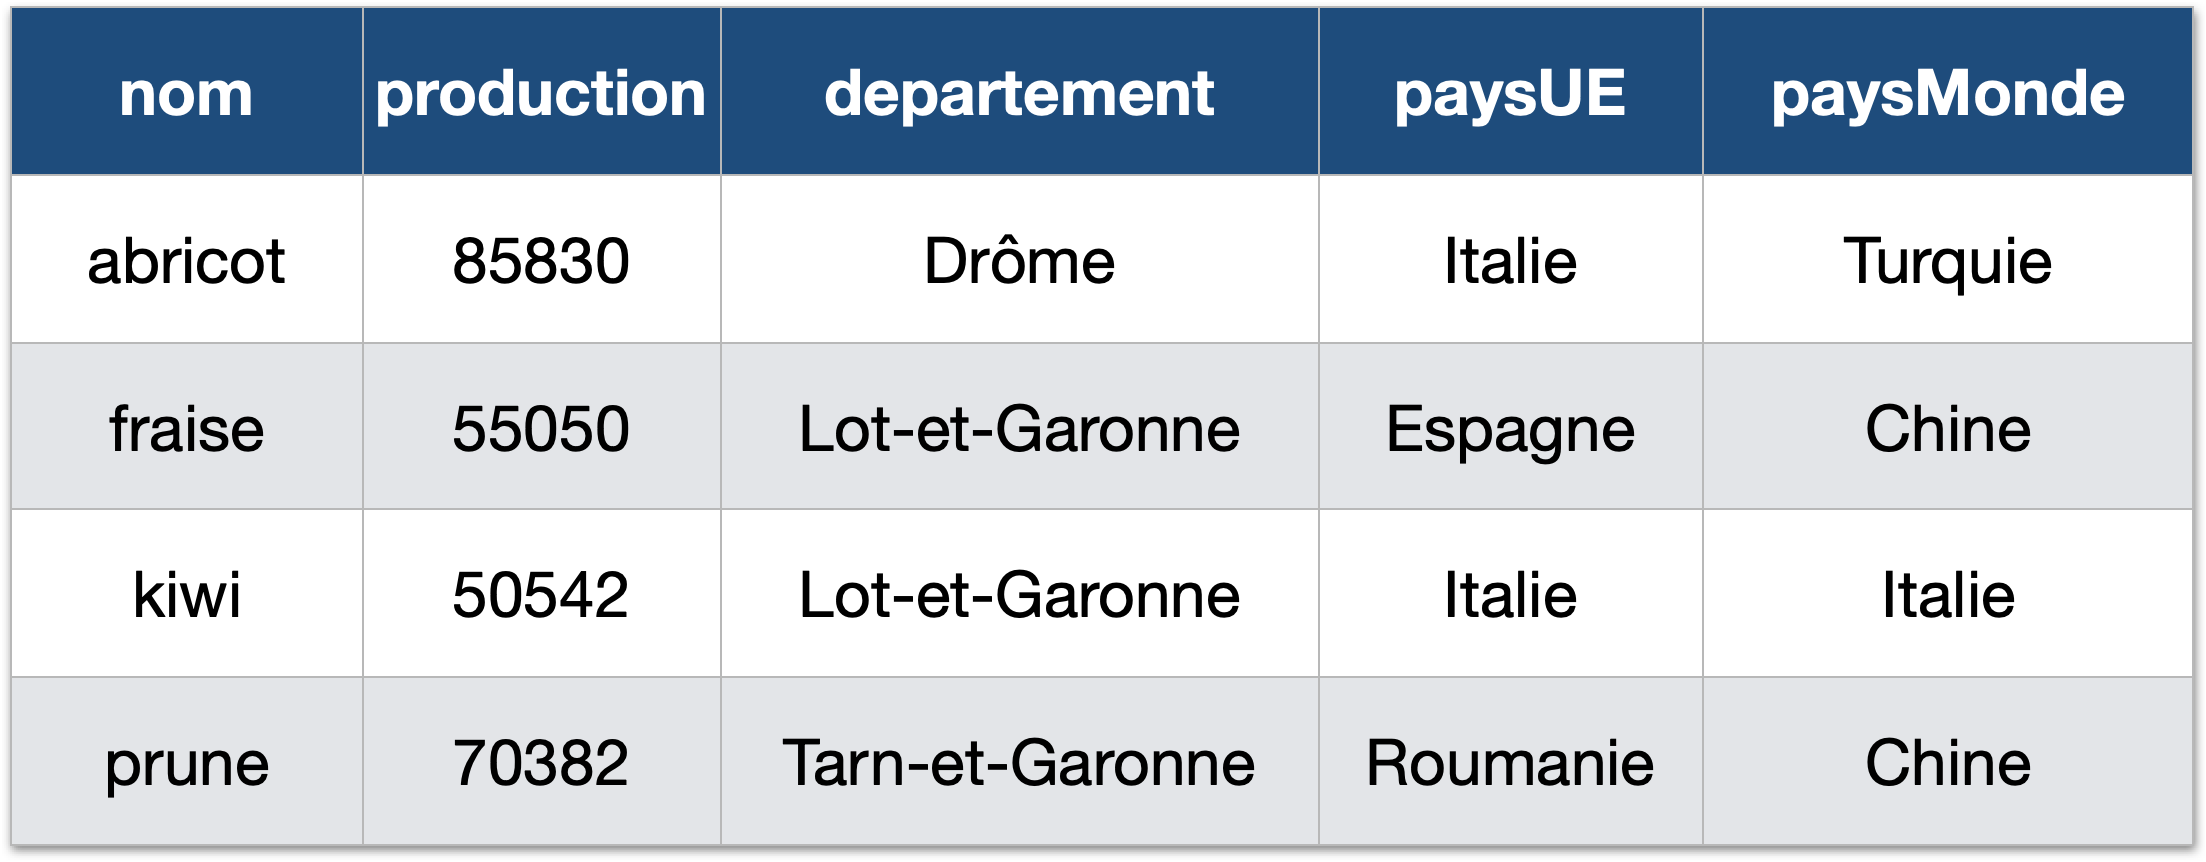 nom production departement paysUE paysMonde
abricot 85830 Drôme Italie Turquie
fraise 55050 Lot-et-Garonne Espagne Chine
kiwi 50542 Lot-et-Garonne Italie Italie
prune 70382 Tarn-et-Garonne Roumanie Chine